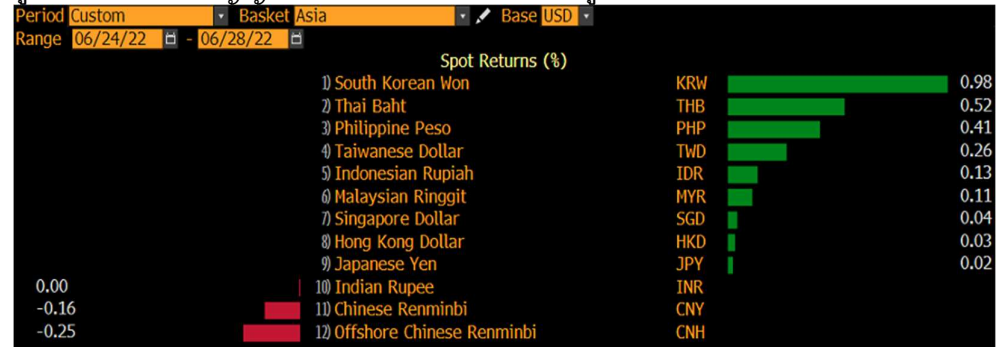 Period Custom Basket Asia Base USD
Range 06/24/22 - 06/28/22
Spot Returns (%)
1) South Korean Won KRW 0.98
2) Thai Baht THB 0.52
3) Philippine Peso PHP 0.41
4) Taiwanese Dollar TWD 0.26
5) Indonesian Rupiah IDR 0.13
6) Malaysian Ringgit MYR 0.11
7) Singapore Dollar SGD 0.04
8) Hong Kong Dollar HKD 0.03
9) Japanese Yen JPY 0.02
0.00 10) Indian Rupee INR
-0.16 11) Chinese Renminbi CNY
-0.25 12) Offshore Chinese Renminbi CNH